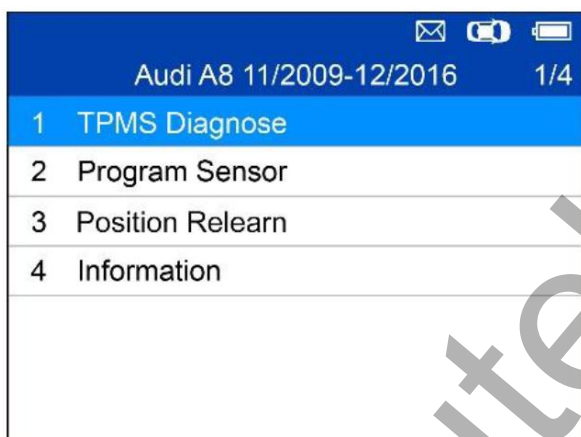 Audi A8 11/2009-12/2016 1/4
1 TPMS Diagnose
2 Program Sensor
3 Position Relearn
4 Information